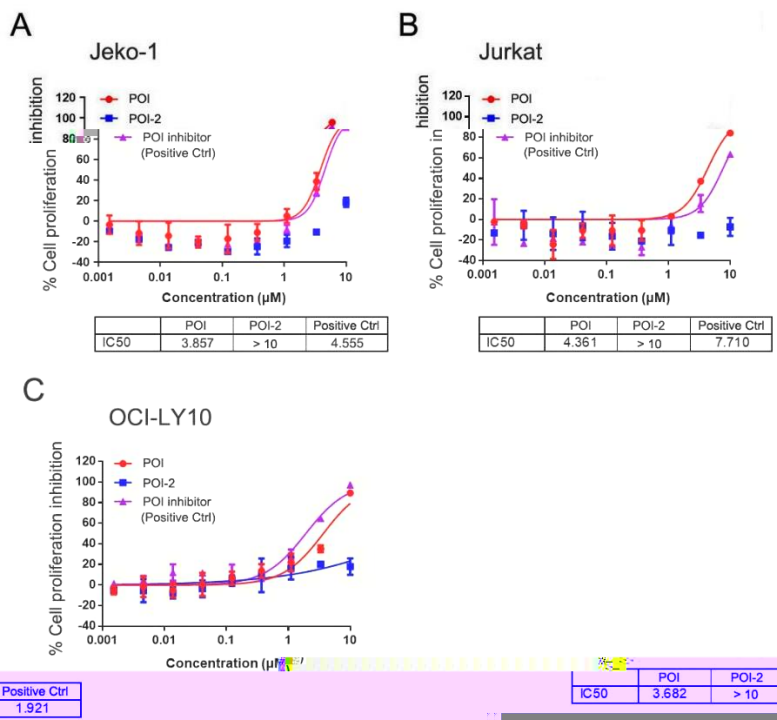 A
Jeko-1
% Cell proliferation inhibition
120
100
80
60
40
20
0
-20
-40
POI
POI-2
POI inhibitor
(Positive Ctrl)
0.001 0.01 0.1 1 10
Concentration (µM)
POI POI-2 Positive Ctrl
IC50 3.857 > 10 4.555
B
Jurkat
% Cell proliferation in
hibition
120
100
80
60
40
20
0
-20
-40
POI
POI-2
POI inhibitor
(Positive Ctrl)
0.001 0.01 0.1 1 10
Concentration (µM)
POI POI-2 Positive Ctrl
IC50 4.361 > 10 7.710
C
OCI-LY10
% Cell proliferation inhibition
120
100
80
60
40
20
0
-20
-40
POI
POI-2
POI inhibitor
(Positive Ctrl)
0.001 0.01 0.1 1 10
Concentration (µM
POI POI-2
IC50 3.682 > 10
Positive Ctrl
1.921